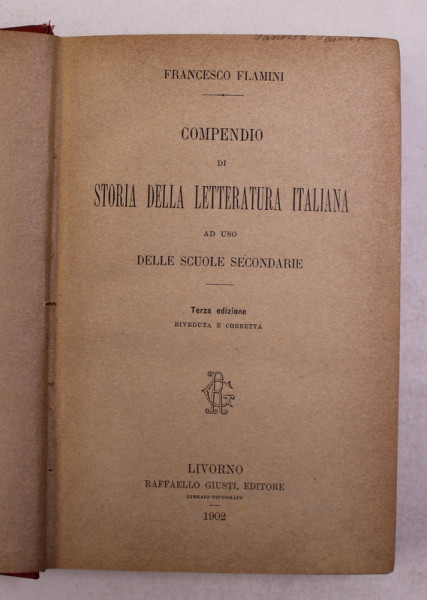 FRANCESCO FLAMINI
COMPENDIO
DI
STORIA DELLA LETTERATURA ITALIANA
AD USO
DELLE SCUOLE SECONDARIE
Terza edizione
RIVEDUTA E CORRETTA
LIVORNO
RAFFAELLO GIUSTI, EDITORE
LIBRAIO-TIPOGRAFO
1902